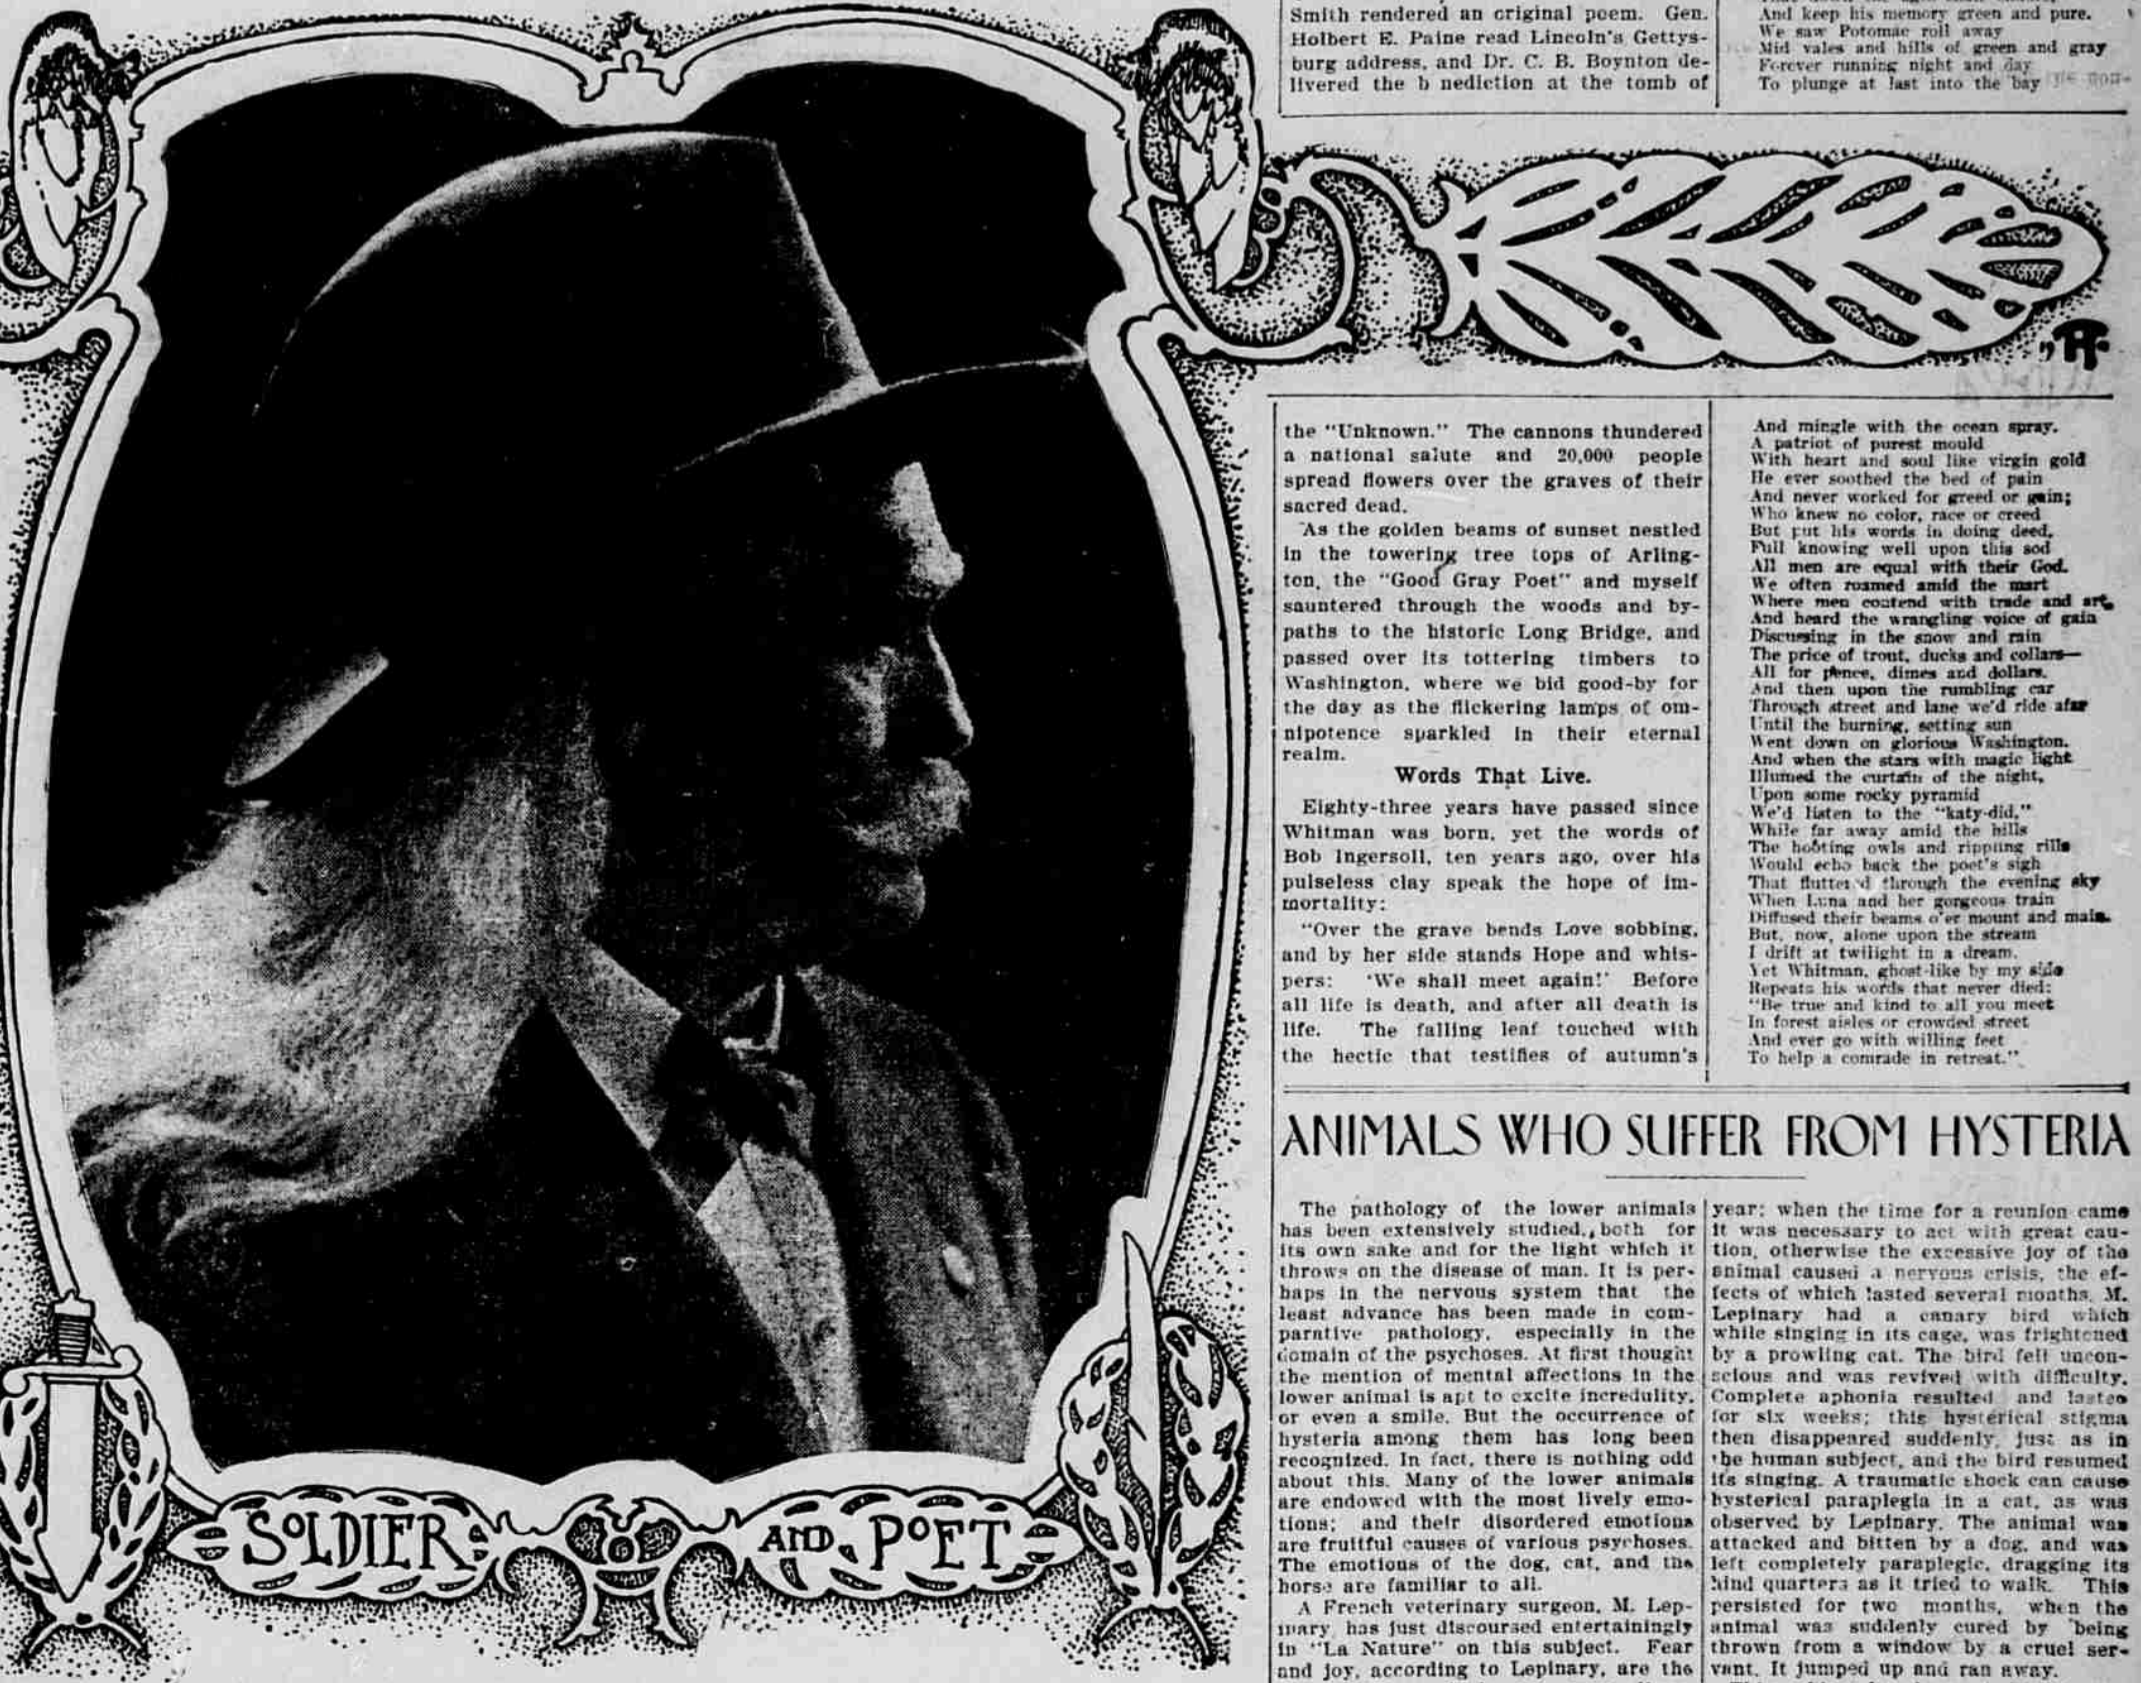 Smith rendered an original poem. Gen.
Holbert E. Paine read Lincoln's Gettys-
burg address, and Dr. C. B. Boynton de-
livered the b nediction at the tomb of
And keep his memory green and pure.
We saw Potomac roll away
Mid vales and hills of green and gray
Forever running night and day
To plunge at last into the bay
the "Unknown." The cannons thundered
a national salute and 20,000 people
spread flowers over the graves of their
sacred dead.
As the golden beams of sunset nestled
in the towering tree tops of Arling-
ton, the "Good Gray Poet" and myself
sauntered through the woods and by-
paths to the historic Long Bridge, and
passed over its tottering timbers to
Washington, where we bid good-by for
the day as the flickering lamps of om-
nipotence sparkled in their eternal
realm.
Words That Live.
Eighty-three years have passed since
Whitman was born, yet the words of
Bob Ingersoll, ten years ago, over his
pulseless clay speak the hope of im-
mortality:
"Over the grave bends Love sobbing,
and by her side stands Hope and whis-
pers: 'We shall meet again!' Before
all life is death, and after all death is
life. The falling leaf touched with
the hectic that testifies of autumn's
And mingle with the ocean spray.
A patriot of purest mould
With heart and soul like virgin gold
He ever soothed the bed of pain
And never worked for greed or gain;
Who knew no color, race or creed
But put his words in doing deed,
Full knowing well upon this sod
All men are equal with their God.
We often roamed amid the mart
Where men contend with trade and art,
And heard the wrangling voice of gain
Discussing in the snow and rain
The price of trout, ducks and collars—
All for pence, dimes and dollars.
And then upon the rumbling car
Through street and lane we'd ride afar
Until the burning, setting sun
Went down on glorious Washington.
And when the stars with magic light
Illumed the curtain of the night,
Upon some rocky pyramid
We'd listen to the "katy-did,"
While far away amid the hills
The hooting owls and rippling rills
Would echo back the poet's sigh
That flutter'd through the evening sky
When Luna and her gorgeous train
Diffused their beams o'er mount and main.
But, now, alone upon the stream
I drift at twilight in a dream,
Yet Whitman, ghost-like by my side
Repeats his words that never died:
"Be true and kind to all you meet
In forest aisles or crowded street
And ever go with willing feet
To help a comrade in retreat."
ANIMALS WHO SUFFER FROM HYSTERIA
The pathology of the lower animals
has been extensively studied, both for
its own sake and for the light which it
throws on the disease of man. It is per-
haps in the nervous system that the
least advance has been made in com-
parative pathology, especially in the
domain of the psychoses. At first thought
the mention of mental affections in the
lower animal is apt to excite incredulity,
or even a smile. But the occurrence of
hysteria among them has long been
recognized. In fact, there is nothing odd
about this. Many of the lower animals
are endowed with the most lively emo-
tions; and their disordered emotions
are fruitful causes of various psychoses.
The emotions of the dog, cat, and the
horse are familiar to all.
A French veterinary surgeon, M. Lep-
inary has just discoursed entertainingly
in "La Nature" on this subject. Fear
and joy, according to Lepinary, are the
year; when the time for a reunion came
it was necessary to act with great cau-
tion, otherwise the excessive joy of the
animal caused a nervous crisis, the ef-
fects of which lasted several months. M.
Lepinary had a canary bird which
while singing in its cage, was frightened
by a prowling cat. The bird fell uncon-
scious and was revived with difficulty.
Complete aphonia resulted and lasted
for six weeks; this hysterical stigma
then disappeared suddenly, just as in
the human subject, and the bird resumed
its singing. A traumatic shock can cause
hysterical paraplegia in a cat, as was
observed by Lepinary. The animal was
attacked and bitten by a dog, and was
left completely paraplegic, dragging its
hind quarters as it tried to walk. This
persisted for two months, when the
animal was suddenly cured by being
thrown from a window by a cruel ser-
vant. It jumped up and ran away.
SOLDIER AND POET